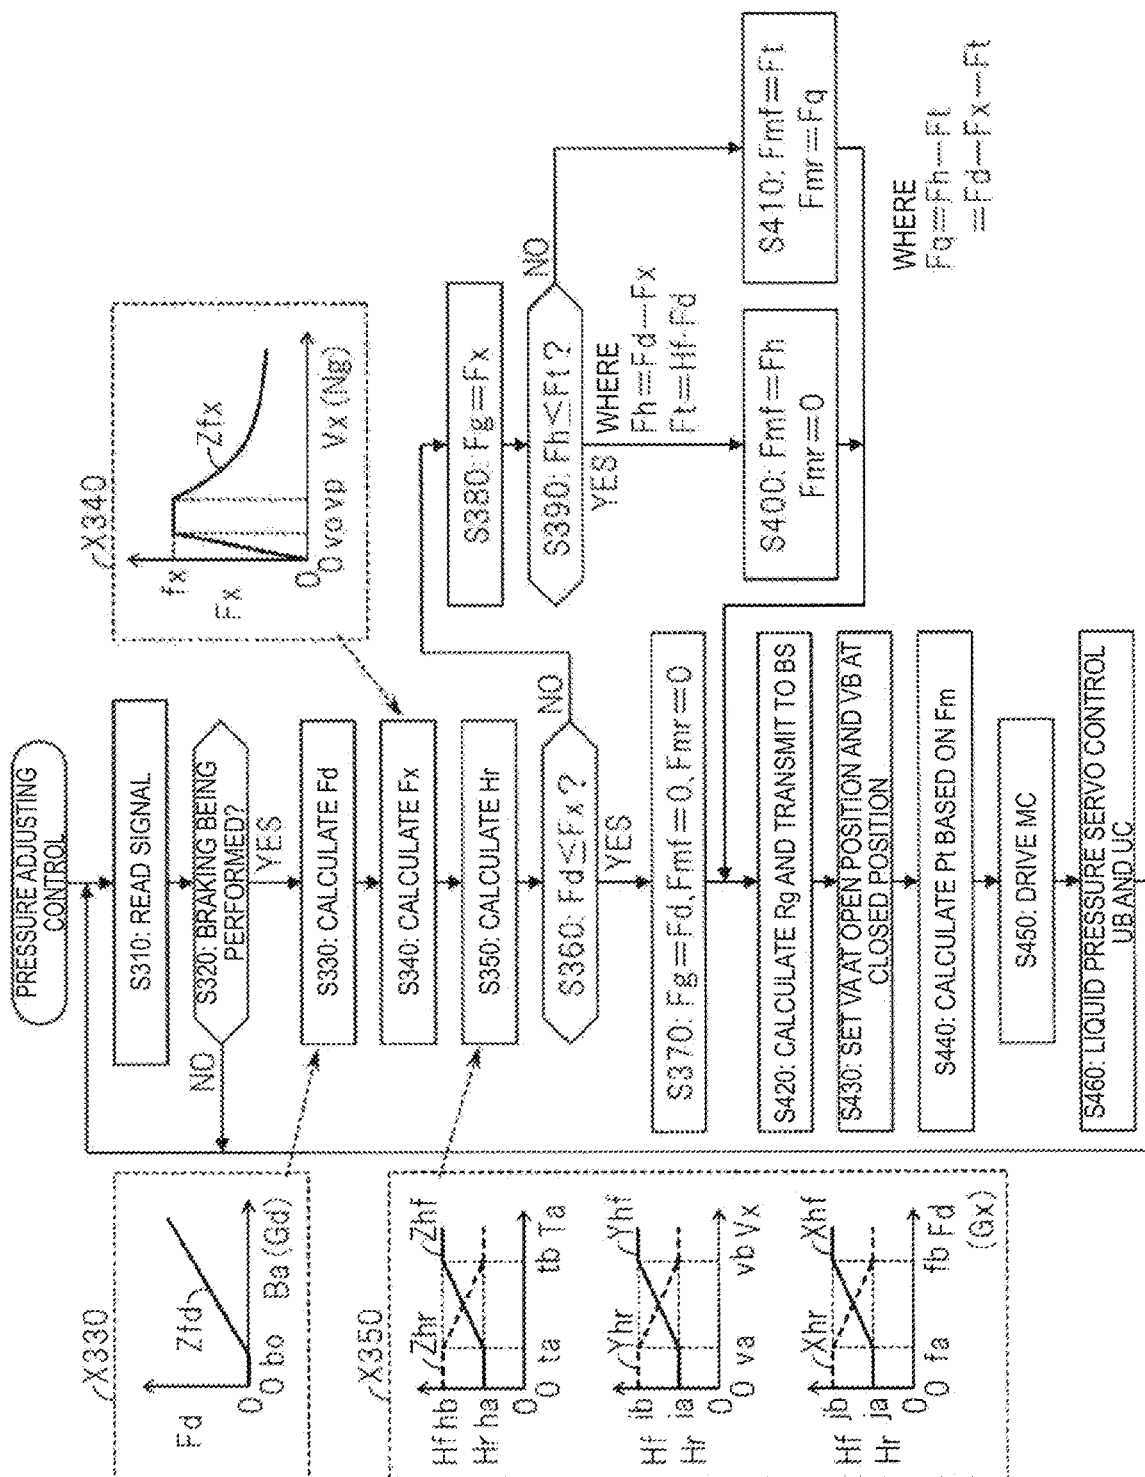 PRESSURE ADJUSTING
CONTROL
S310: READ SIGNAL
S320: BRAKING BEING
PERFORMED?
NO
YES
S330: CALCULATE Fd
S340: CALCULATE Fx
S350: CALCULATE Hr
S360: Fd≦Fx?
NO
YES
S370: Fg=Fd, Fmf=0, Fmr=0
S380: Fg=Fx
S390: Fh≦Ft?
NO
YES
WHERE
Fh=Fd-Fx
Ft=Hf·Fd
S400: Fmf=Fh
Fmr=0
S410: Fmf=Ft
Fmr=Fq
WHERE
Fq=Fh-Ft
=Fd-Fx-Ft
S420: CALCULATE Rg AND TRANSMIT TO BS
S430: SET VA AT OPEN POSITION AND VB AT
CLOSED POSITION
S440: CALCULATE Pt BASED ON Fm
S450: DRIVE MC
S460: LIQUID PRESSURE SERVO CONTROL
UB AND UC
X330
Fd
Zfd
0
0 bo Ba (Gd)
X340
fx
Fx
Zfx
0
0 vo vp Vx (Ng)
X350
Hf hb
Hr ha
Zhr
Zhf
0
0 ta tb Ta
Hf ib
Hr ia
Yhr
Yhf
0
0 va vb Vx
Hf jb
Hr ja
Xhr
Xhf
0
0 fa fb Fd
(Gx)